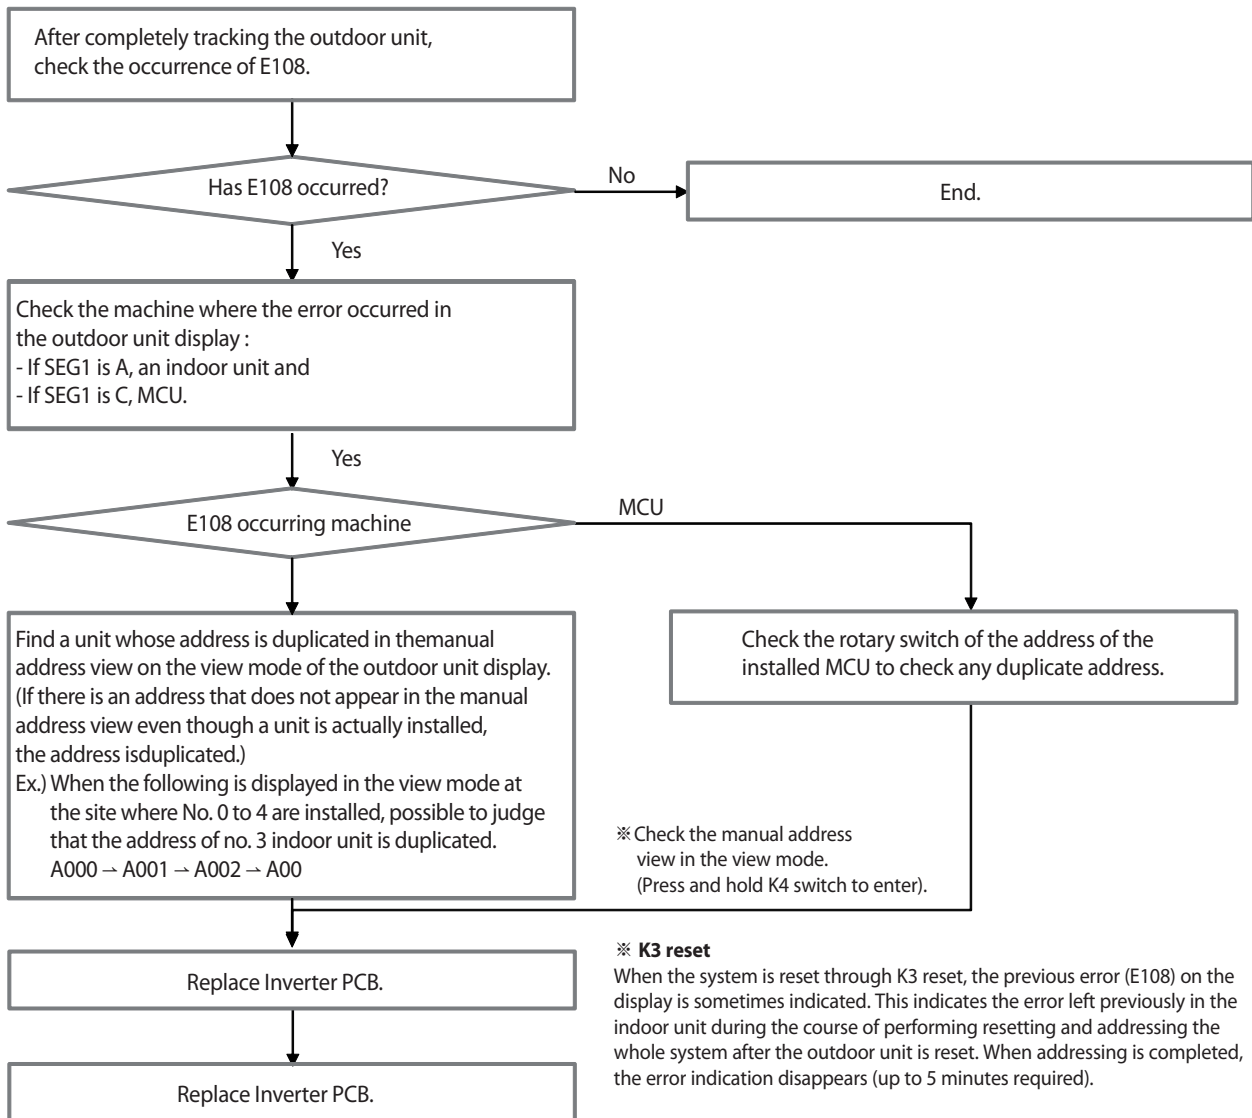 After completely tracking the outdoor unit,
check the occurrence of E108.
Has E108 occurred?
No
End.
Yes
Check the machine where the error occurred in
the outdoor unit display :
- If SEG1 is A, an indoor unit and
- If SEG1 is C, MCU.
Yes
E108 occurring machine
MCU
Find a unit whose address is duplicated in themanual
address view on the view mode of the outdoor unit display.
(If there is an address that does not appear in the manual
address view even though a unit is actually installed,
the address isduplicated.)
Ex.) When the following is displayed in the view mode at
the site where No. 0 to 4 are installed, possible to judge
that the address of no. 3 indoor unit is duplicated.
A000 → A001 → A002 → A00
Check the rotary switch of the address of the
installed MCU to check any duplicate address.
※ Check the manual address
view in the view mode.
(Press and hold K4 switch to enter).
Replace Inverter PCB.
Replace Inverter PCB.
※ K3 reset
When the system is reset through K3 reset, the previous error (E108) on the
display is sometimes indicated. This indicates the error left previously in the
indoor unit during the course of performing resetting and addressing the
whole system after the outdoor unit is reset. When addressing is completed,
the error indication disappears (up to 5 minutes required).